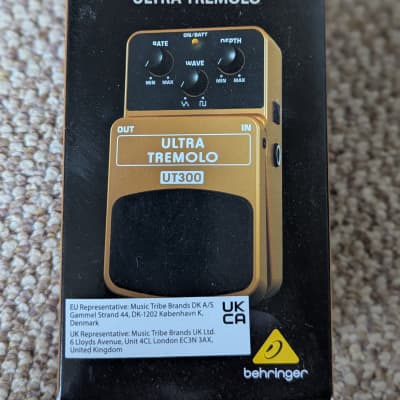 ULTRA TREMOLO
ON/BATT
RATE
DEPTH
WAVE
MIN MAX
MIN MAX
OUT IN
ULTRA
TREMOLO
UT300
EU Representative: Music Tribe Brands DK A/S
Gammel Strand 44, DK-1202 København K,
Denmark
UK Representative: Music Tribe Brands UK Ltd.
6 Lloyds Avenue, Unit 4CL London EC3N 3AX,
United Kingdom
UK
CA
behringer